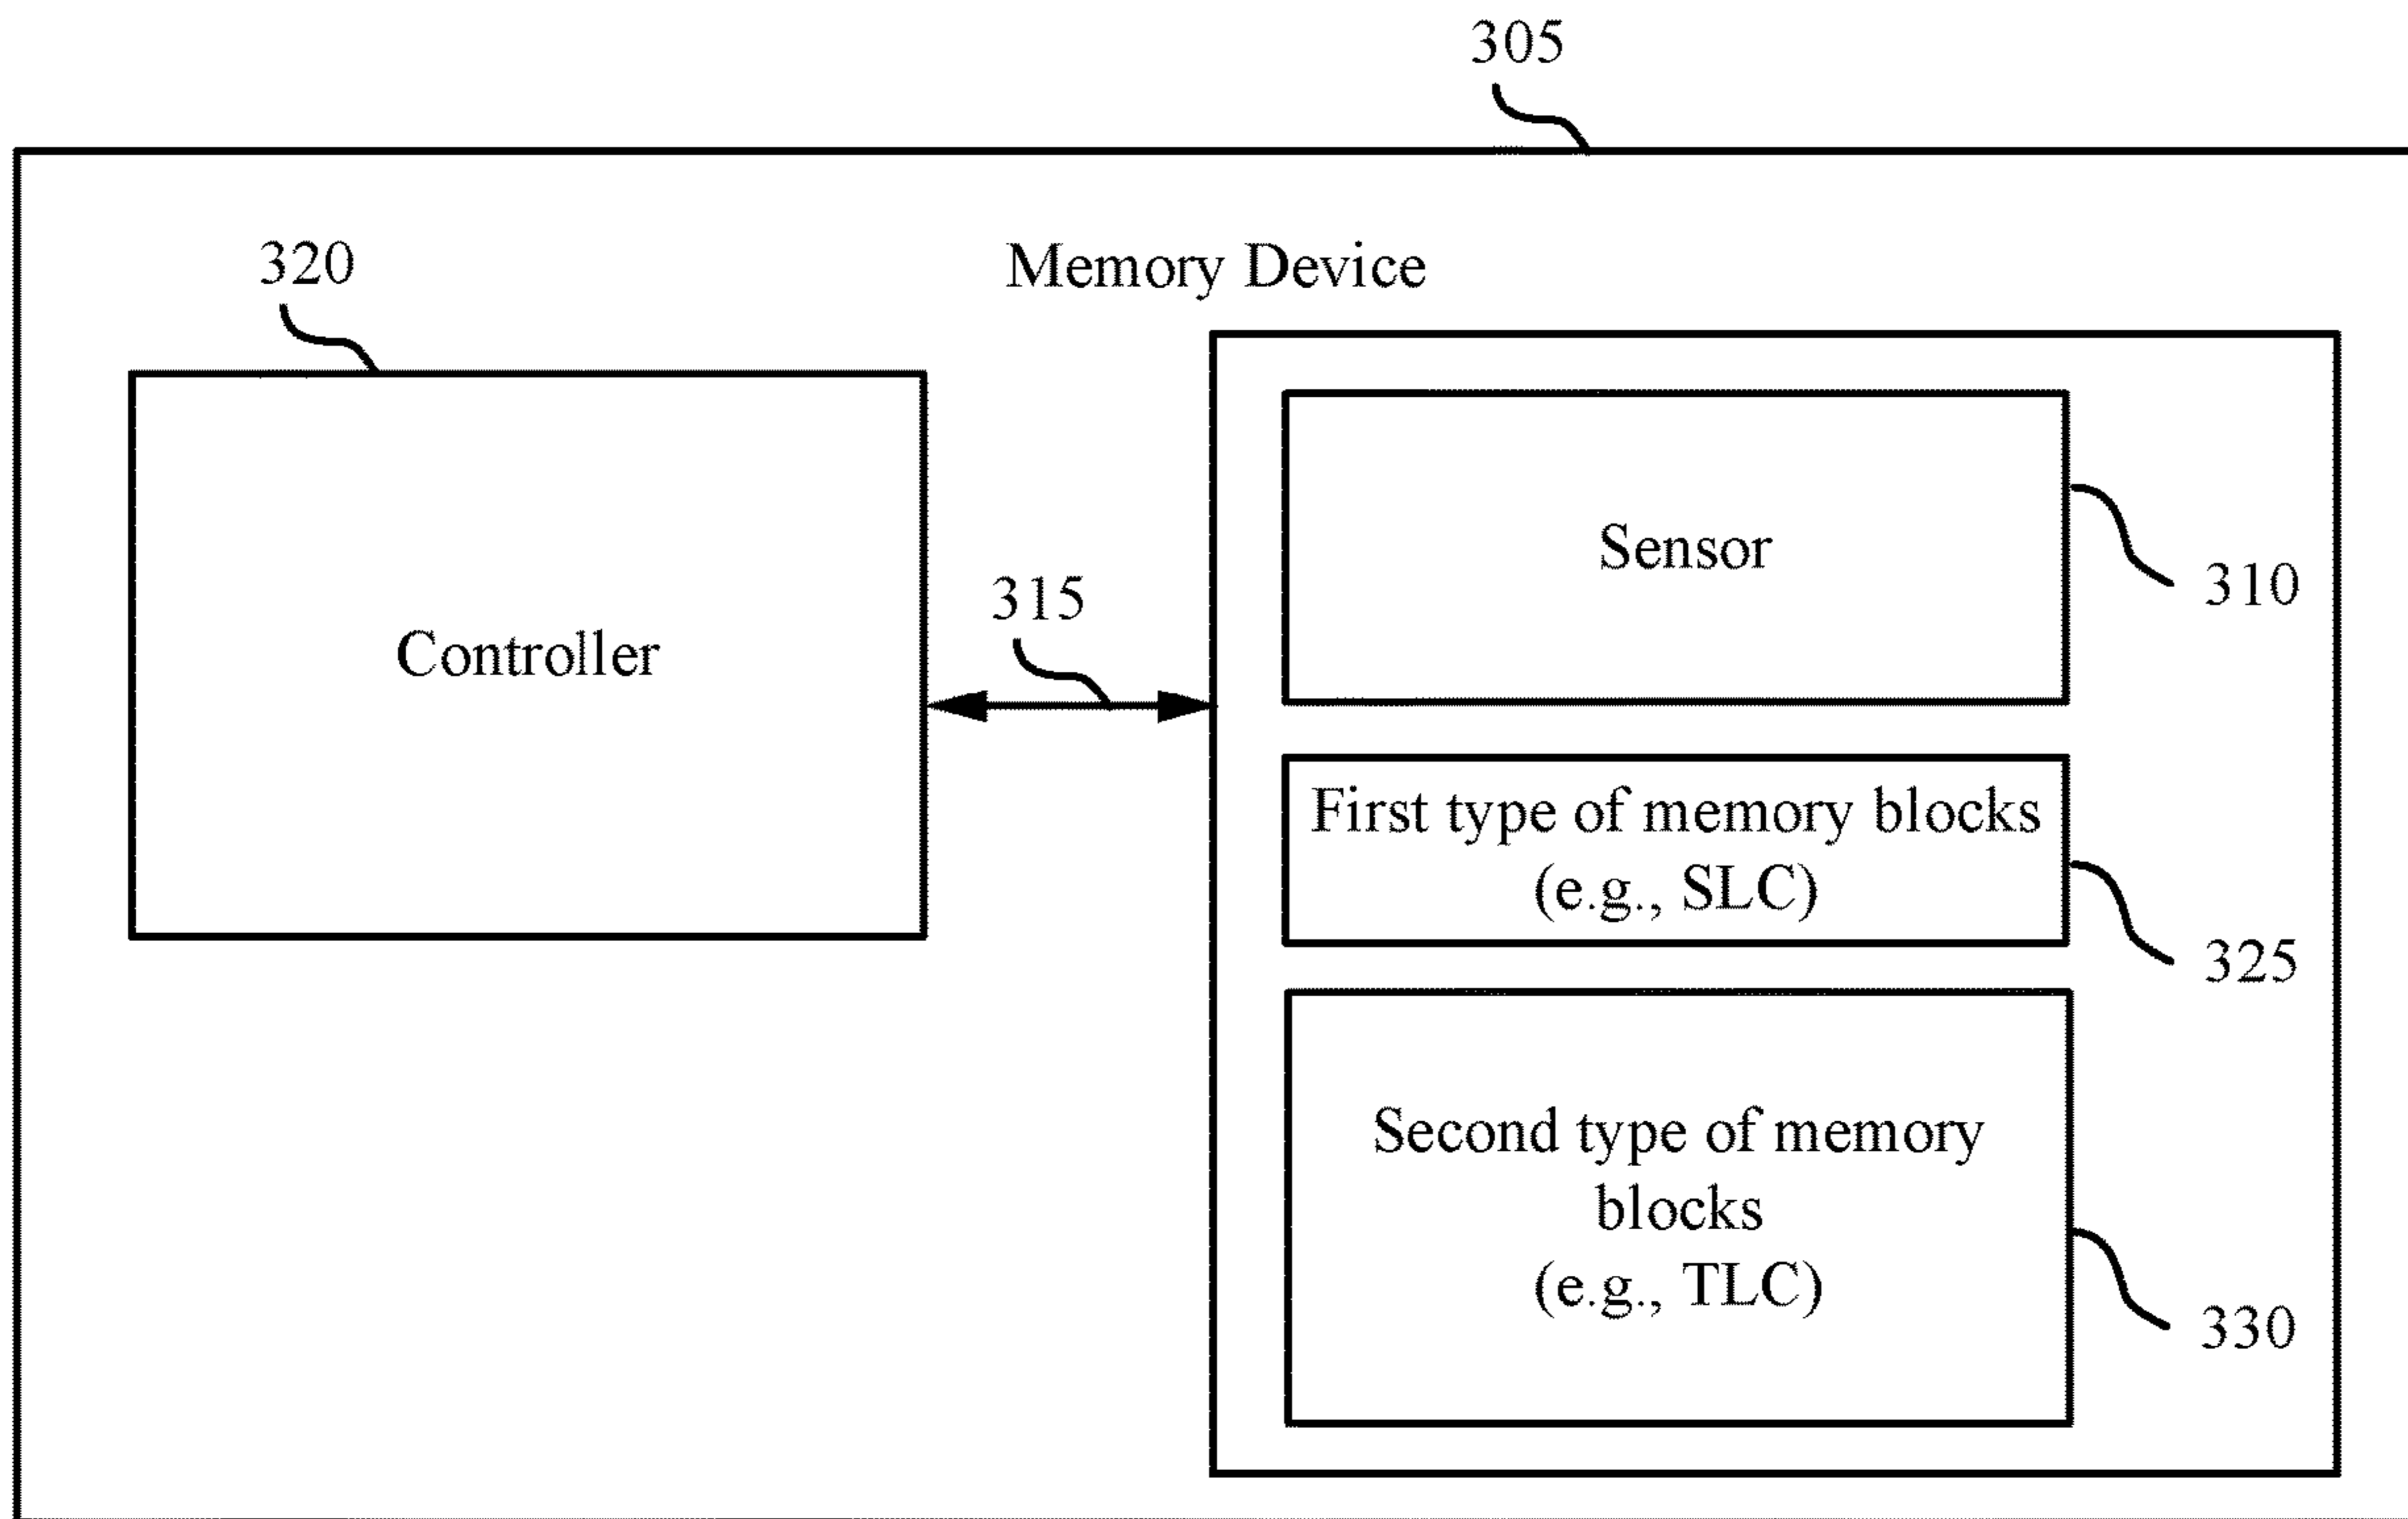 305
Memory Device
320
Sensor
310
315
Controller
First type of memory blocks
(e.g., SLC)
325
Second type of memory
blocks
(e.g., TLC)
330